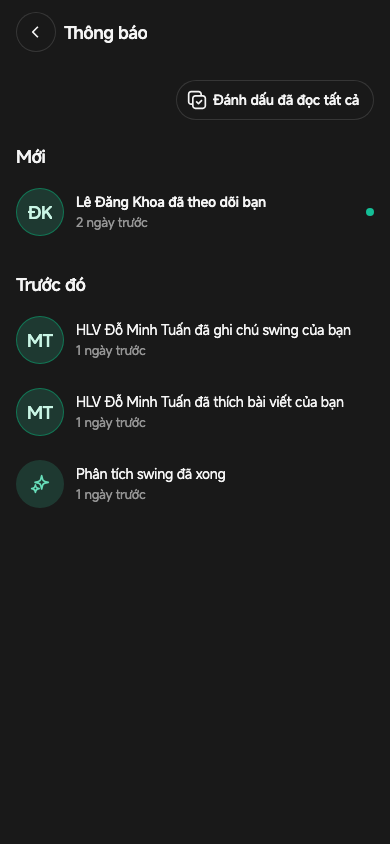 Thông báo
Đánh dấu đã đọc tất cả
Mới
ĐK
Lê Đăng Khoa đã theo dõi bạn
2 ngày trước
Trước đó
MT
HLV Đỗ Minh Tuấn đã ghi chú swing của bạn
1 ngày trước
MT
HLV Đỗ Minh Tuấn đã thích bài viết của bạn
1 ngày trước
Phân tích swing đã xong
1 ngày trước